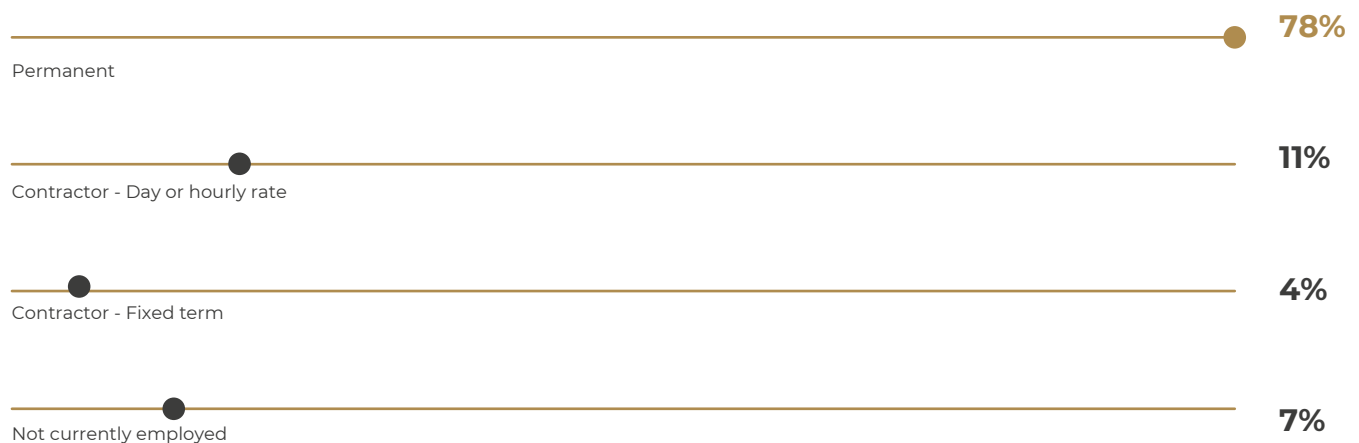 78%
Permanent
11%
Contractor - Day or hourly rate
4%
Contractor - Fixed term
7%
Not currently employed